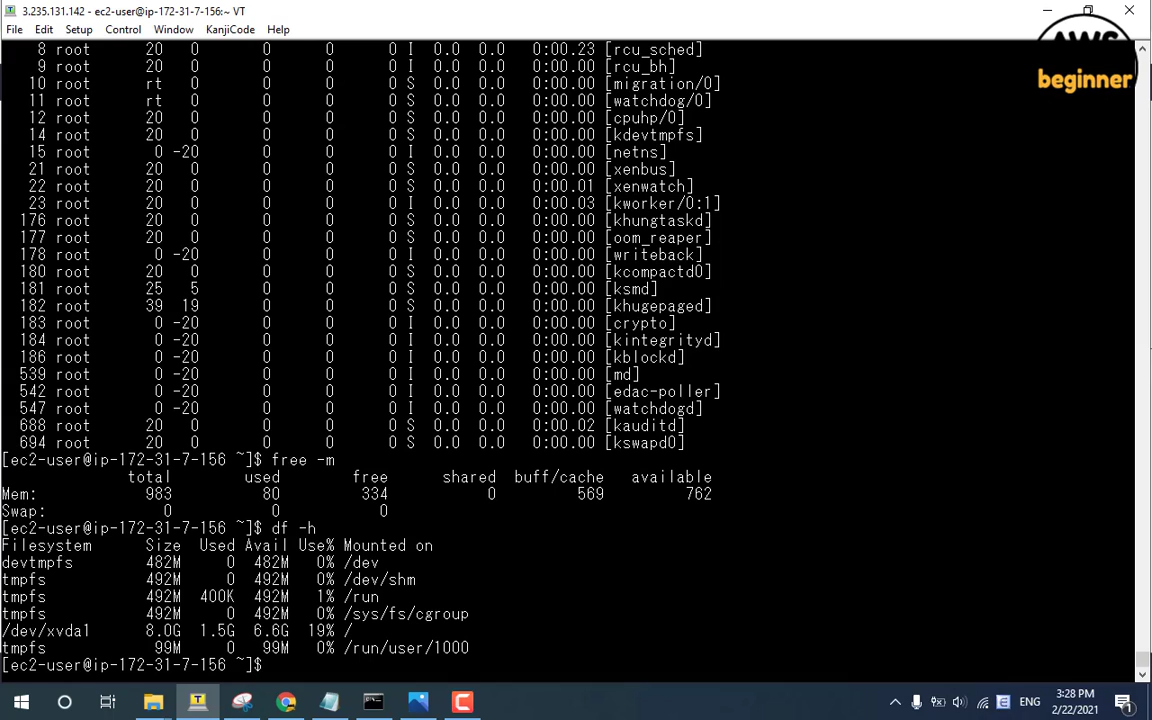 3.235.131.142 - ec2-user@ip-172-31-7-156:~ VT
File Edit Setup Control Window KanjiCode Help
AWS
beginner
8 root 20 0 0 0 0 I 0.0 0.0 0:00.23 [rcu_sched]
9 root 20 0 0 0 0 I 0.0 0.0 0:00.00 [rcu_bh]
10 root rt 0 0 0 0 S 0.0 0.0 0:00.00 [migration/0]
11 root rt 0 0 0 0 S 0.0 0.0 0:00.00 [watchdog/0]
12 root 20 0 0 0 0 S 0.0 0.0 0:00.00 [cpuhp/0]
14 root 20 0 0 0 0 S 0.0 0.0 0:00.00 [kdevtmpfs]
15 root 0 -20 0 0 0 I 0.0 0.0 0:00.00 [netns]
21 root 20 0 0 0 0 S 0.0 0.0 0:00.00 [xenbus]
22 root 20 0 0 0 0 S 0.0 0.0 0:00.01 [xenwatch]
23 root 20 0 0 0 0 I 0.0 0.0 0:00.03 [kworker/0:1]
176 root 20 0 0 0 0 S 0.0 0.0 0:00.00 [khungtaskd]
177 root 20 0 0 0 0 S 0.0 0.0 0:00.00 [oom_reaper]
178 root 0 -20 0 0 0 I 0.0 0.0 0:00.00 [writeback]
180 root 20 0 0 0 0 S 0.0 0.0 0:00.00 [kcompactd0]
181 root 25 5 0 0 0 S 0.0 0.0 0:00.00 [ksmd]
182 root 39 19 0 0 0 S 0.0 0.0 0:00.00 [khugepaged]
183 root 0 -20 0 0 0 I 0.0 0.0 0:00.00 [crypto]
184 root 0 -20 0 0 0 I 0.0 0.0 0:00.00 [kintegrityd]
186 root 0 -20 0 0 0 I 0.0 0.0 0:00.00 [kblockd]
539 root 0 -20 0 0 0 I 0.0 0.0 0:00.00 [md]
542 root 0 -20 0 0 0 I 0.0 0.0 0:00.00 [edac-poller]
547 root 0 -20 0 0 0 I 0.0 0.0 0:00.00 [watchdogd]
688 root 20 0 0 0 0 S 0.0 0.0 0:00.02 [kauditd]
694 root 20 0 0 0 0 S 0.0 0.0 0:00.00 [kswapd0]
[ec2-user@ip-172-31-7-156 ~]$ free -m
total used free shared buff/cache available
Mem: 983 80 334 0 569 762
Swap: 0 0 0
[ec2-user@ip-172-31-7-156 ~]$ df -h
Filesystem Size Used Avail Use% Mounted on
devtmpfs 482M 0 482M 0% /dev
tmpfs 492M 0 492M 0% /dev/shm
tmpfs 492M 400K 492M 1% /run
tmpfs 492M 0 492M 0% /sys/fs/cgroup
/dev/xvda1 8.0G 1.5G 6.6G 19% /
tmpfs 99M 0 99M 0% /run/user/1000
[ec2-user@ip-172-31-7-156 ~]$
ENG
3:28 PM
2/22/2021
1